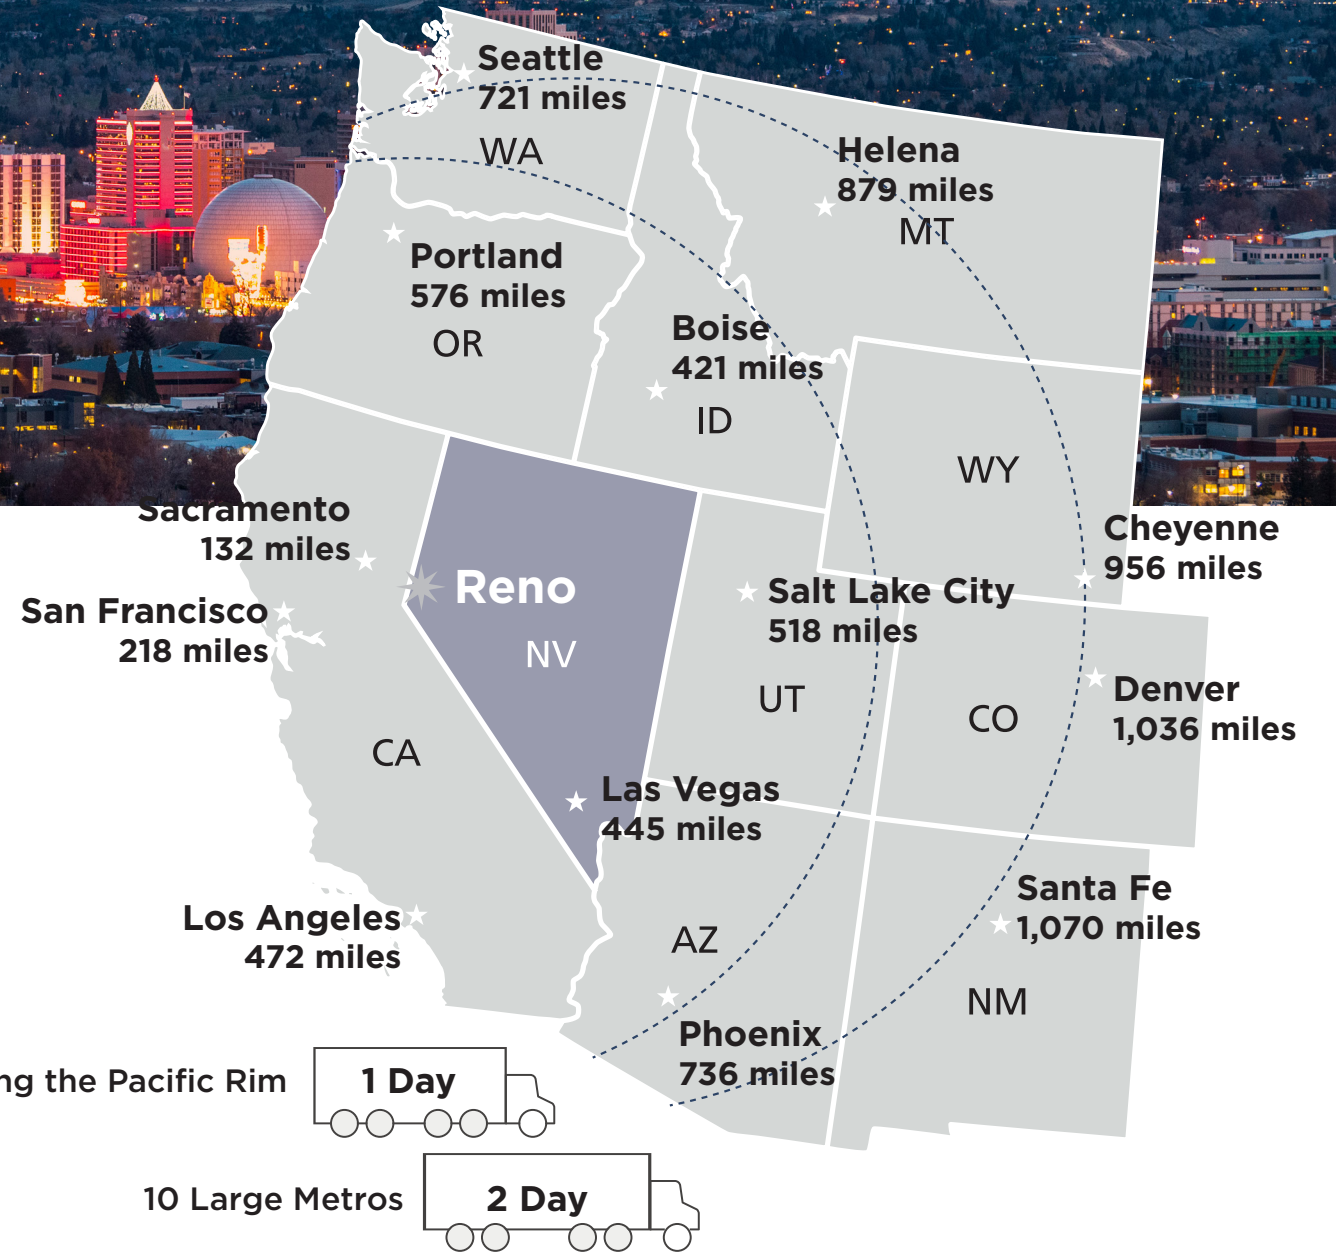 Seattle
721 miles
WA
Helena
879 miles
MT
Portland
576 miles
OR
Boise
421 miles
ID
WY
Sacramento
132 miles
Reno
NV
San Francisco
218 miles
Salt Lake City
518 miles
UT
Cheyenne
956 miles
CO
Denver
1,036 miles
CA
Las Vegas
445 miles
Los Angeles
472 miles
AZ
Santa Fe
1,070 miles
NM
Phoenix
736 miles
the Pacific Rim
1 Day
10 Large Metros
2 Day